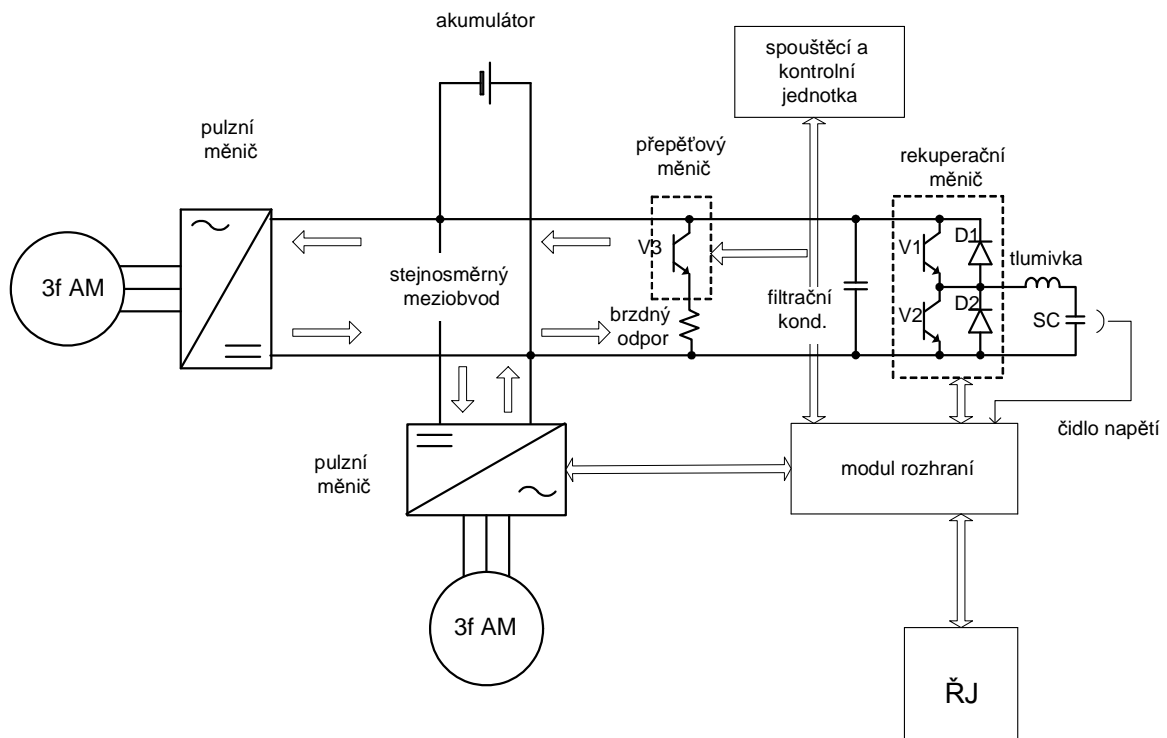 akumulátor
spouštěcí a
kontrolní
jednotka
pulzní
měnič
přepěťový
měnič
rekuperační
měnič
V3
V1
D1
tlumivka
3f AM
stejnosměrný
meziobvod
filtrační
kond.
brzdný
odpor
V2
D2
SC
čidlo napětí
pulzní
měnič
modul rozhraní
3f AM
ŘJ